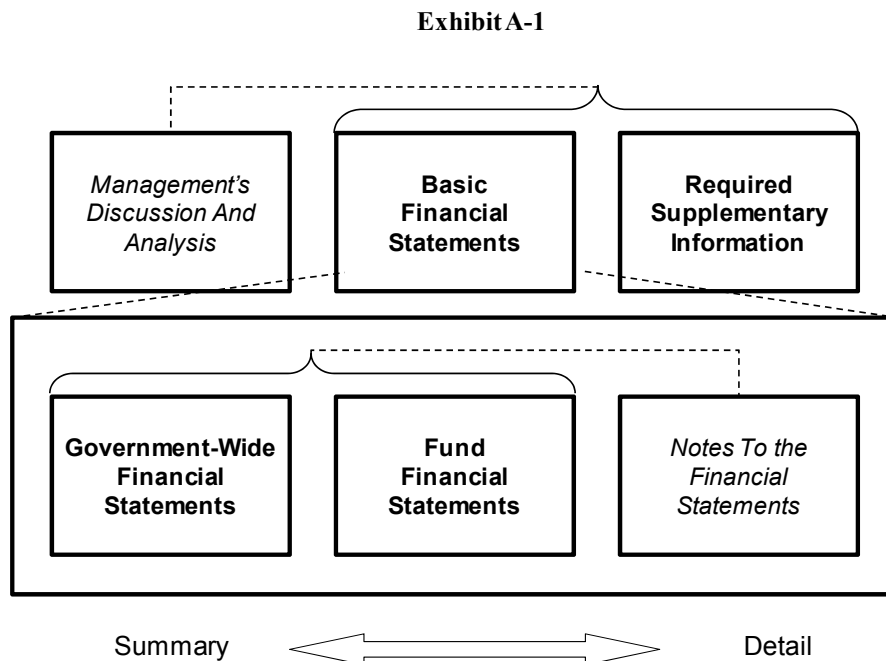 Exhibit A-1
Management's
Discussion And
Analysis
Basic
Financial
Statements
Required
Supplementary
Information
Government-Wide
Financial
Statements
Fund
Financial
Statements
Notes To the
Financial
Statements
Summary
Detail